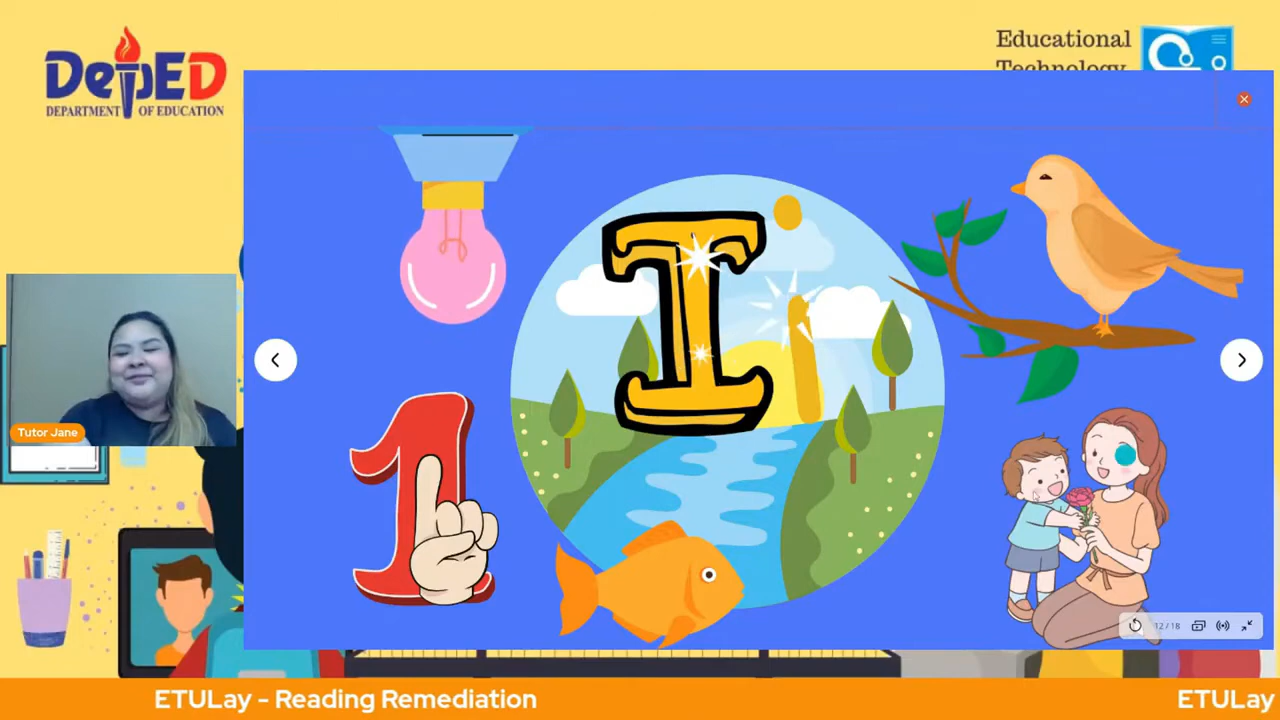 DepED
DEPARTMENT OF EDUCATION
Educational
Technology
I
1
Tutor Jane
12/18
ETULay - Reading Remediation
ETULay